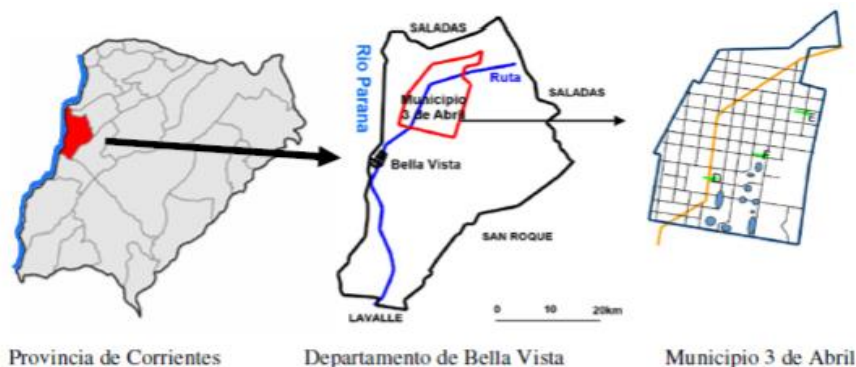 SALADAS
Rio Parana
Ruta
SALADAS
Municipio
3 de Abril
Bella Vista
SAN ROQUE
LAVALLE
0 10 20km
E
E
D
Provincia de Corrientes
Departamento de Bella Vista
Municipio 3 de Abril